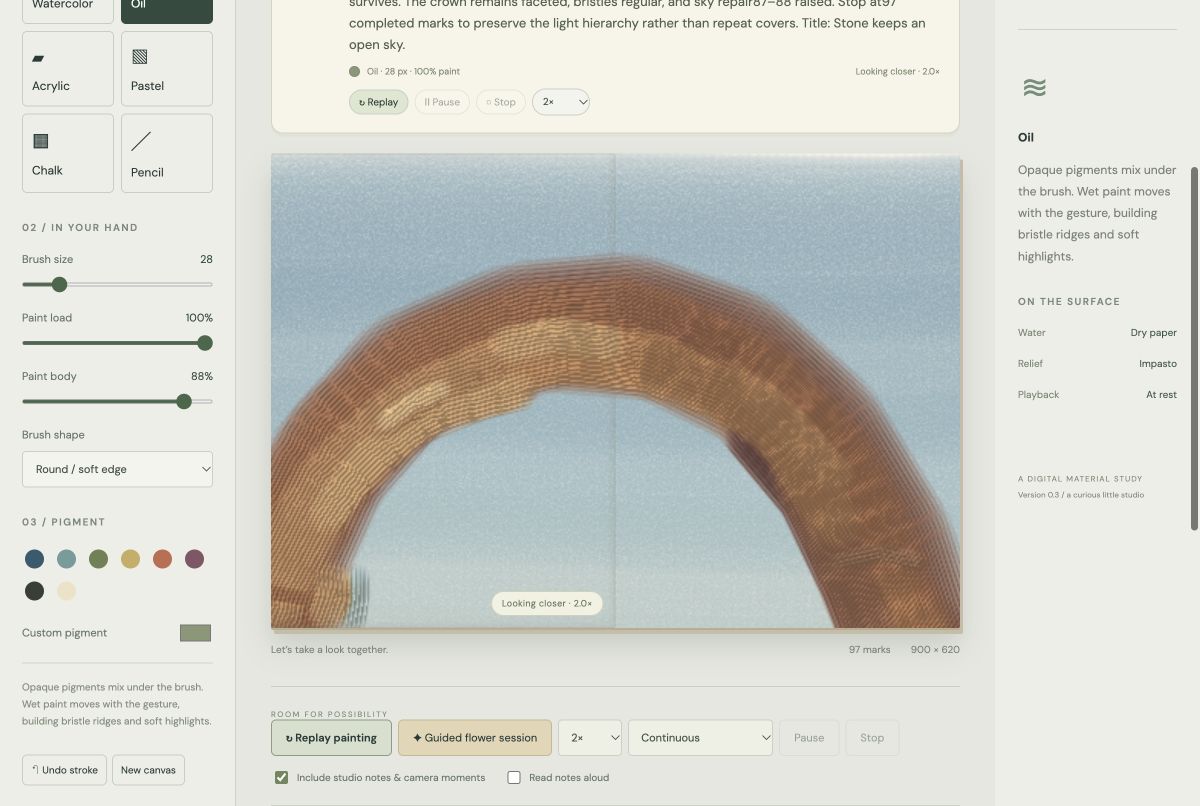 Watercolor
Oil
Acrylic
Pastel
Chalk
Pencil
02 / IN YOUR HAND
Brush size 28
Paint load 100%
Paint body 88%
Brush shape
Round / soft edge
03 / PIGMENT
Custom pigment
Opaque pigments mix under the brush.
Wet paint moves with the gesture,
building bristle ridges and soft highlights.
↰ Undo stroke
New canvas
survives. The crown remains faceted, bristles regular, and sky repair87–88 raised. Stop at97
completed marks to preserve the light hierarchy rather than repeat covers. Title: Stone keeps an
open sky.
Oil · 28 px · 100% paint
Looking closer · 2.0×
↻ Replay
II Pause
▫ Stop
2×
Looking closer · 2.0×
Let's take a look together.
97 marks
900 × 620
ROOM FOR POSSIBILITY
↻ Replay painting
✦ Guided flower session
2×
Continuous
Pause
Stop
Include studio notes & camera moments
Read notes aloud
Oil
Opaque pigments mix under
the brush. Wet paint moves
with the gesture, building
bristle ridges and soft
highlights.
ON THE SURFACE
Water Dry paper
Relief Impasto
Playback At rest
A DIGITAL MATERIAL STUDY
Version 0.3 / a curious little studio